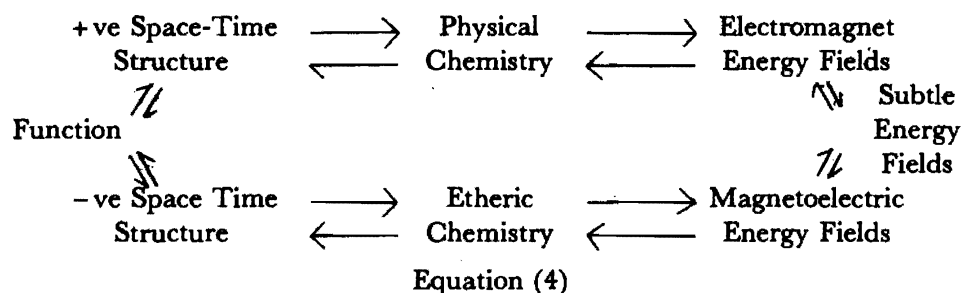 +ve Space-Time Physical Electromagnet
Structure Chemistry Energy Fields
Subtle
Function Energy
Fields
−ve Space Time Etheric Magnetoelectric
Structure Chemistry Energy Fields
Equation (4)